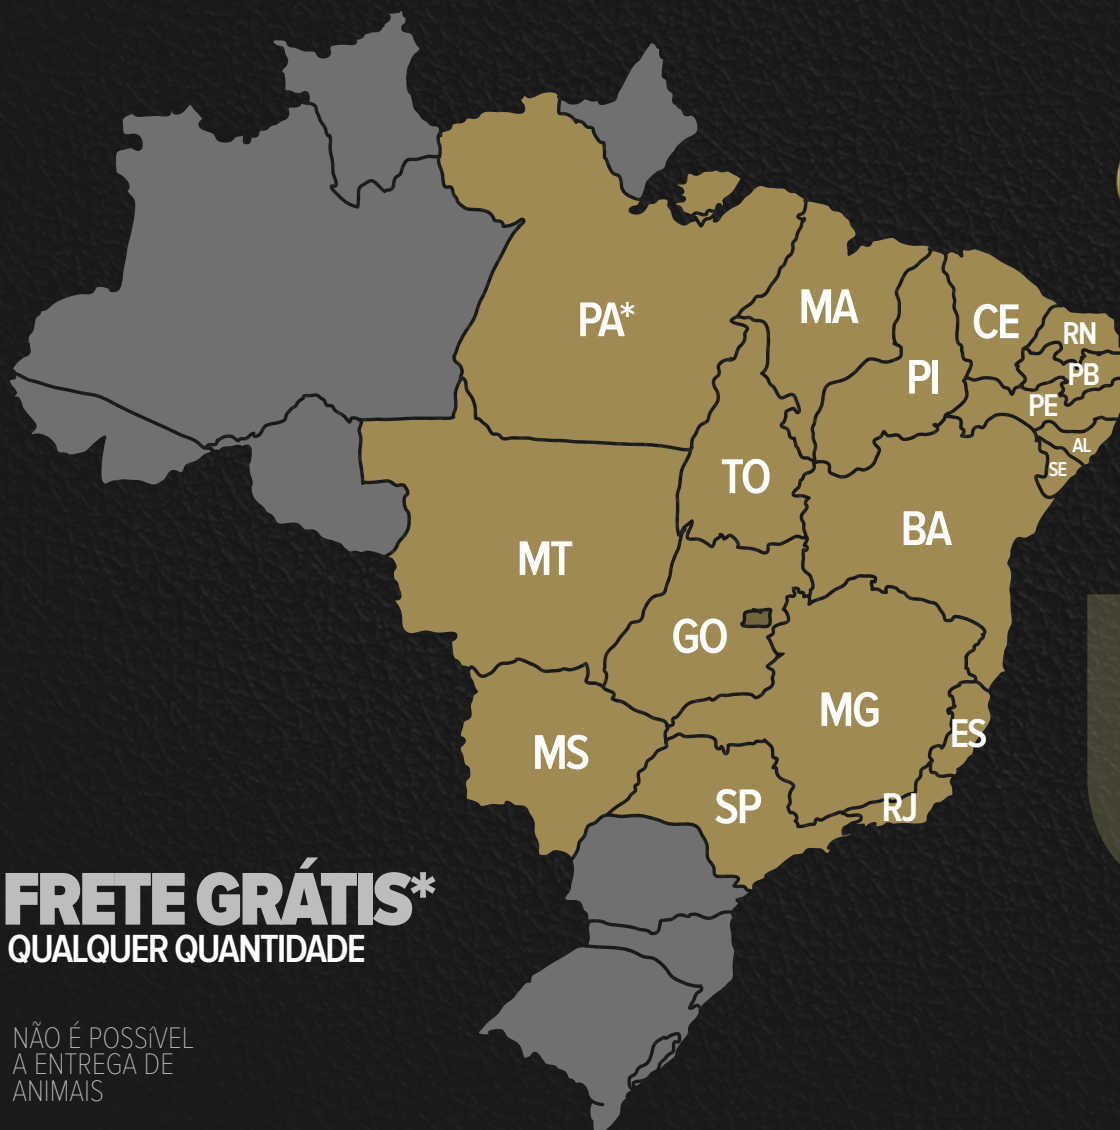 PA*
MA
CE
RN
PI
PB
PE
AL
SE
TO
BA
MT
GO
MG
ES
MS
SP
RJ
FRETE GRÁTIS*
QUALQUER QUANTIDADE
NÃO É POSSíVEL
A ENTREGA DE
ANIMAIS